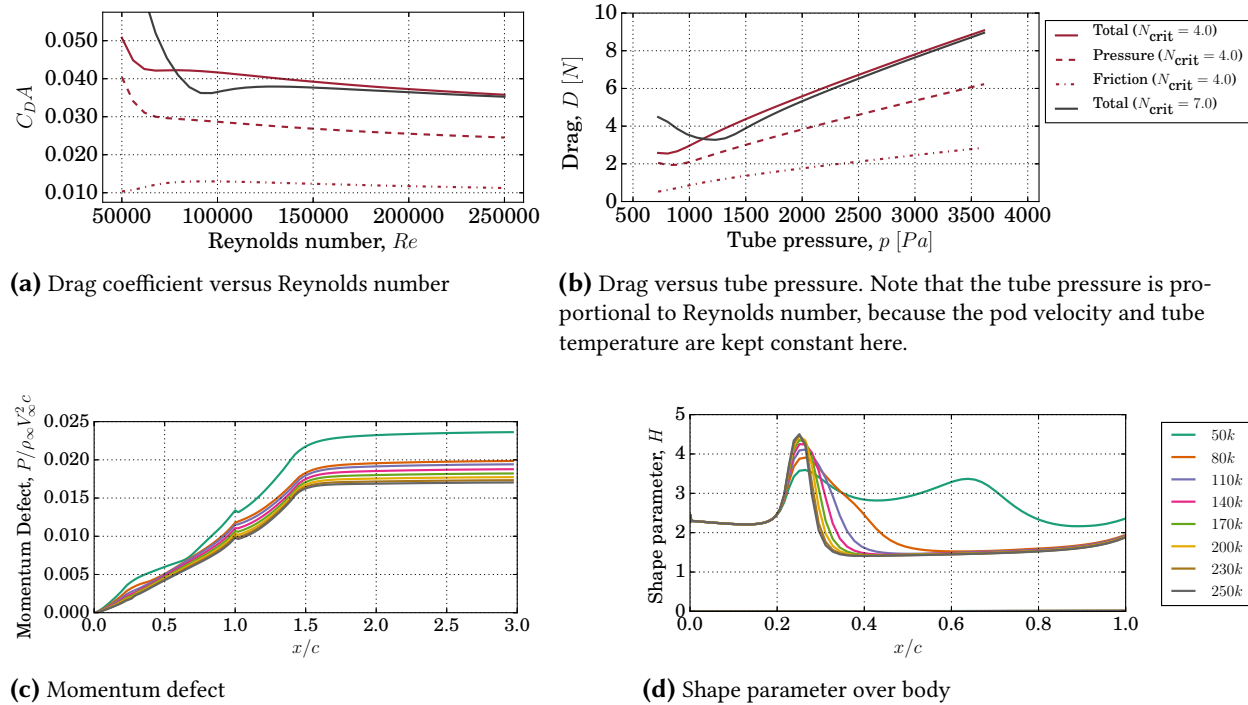 0.050
0.040
0.030
0.020
0.010
C_D A
50000 100000 150000 200000 250000
Reynolds number, Re
10
8
6
4
2
0
Drag, D [N]
500 1000 1500 2000 2500 3000 3500 4000
Tube pressure, p [Pa]
Total (N_crit = 4.0)
Pressure (N_crit = 4.0)
Friction (N_crit = 4.0)
Total (N_crit = 7.0)
(a) Drag coefficient versus Reynolds number
(b) Drag versus tube pressure. Note that the tube pressure is pro-
portional to Reynolds number, because the pod velocity and tube
temperature are kept constant here.
0.025
0.020
0.015
0.010
0.005
0.000
Momentum Defect, P/ρ∞V∞²c
0.0 0.5 1.0 1.5 2.0 2.5 3.0
x/c
5
4
3
2
1
0
Shape parameter, H
0.0 0.2 0.4 0.6 0.8 1.0
x/c
50k
80k
110k
140k
170k
200k
230k
250k
(c) Momentum defect
(d) Shape parameter over body